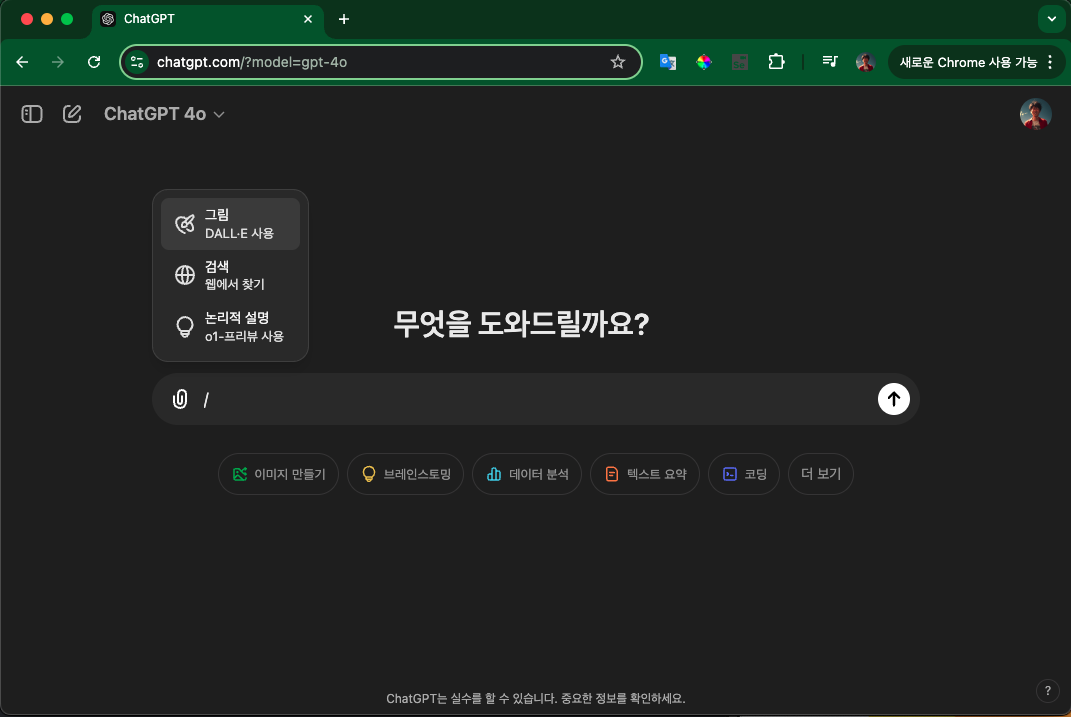 ChatGPT
chatgpt.com/?model=gpt-4o
새로운 Chrome 사용 가능
ChatGPT 4o
그림
DALL·E 사용
검색
웹에서 찾기
논리적 설명
o1-프리뷰 사용
무엇을 도와드릴까요?
/
이미지 만들기
브레인스토밍
데이터 분석
텍스트 요약
코딩
더 보기
ChatGPT는 실수를 할 수 있습니다. 중요한 정보를 확인하세요.
?